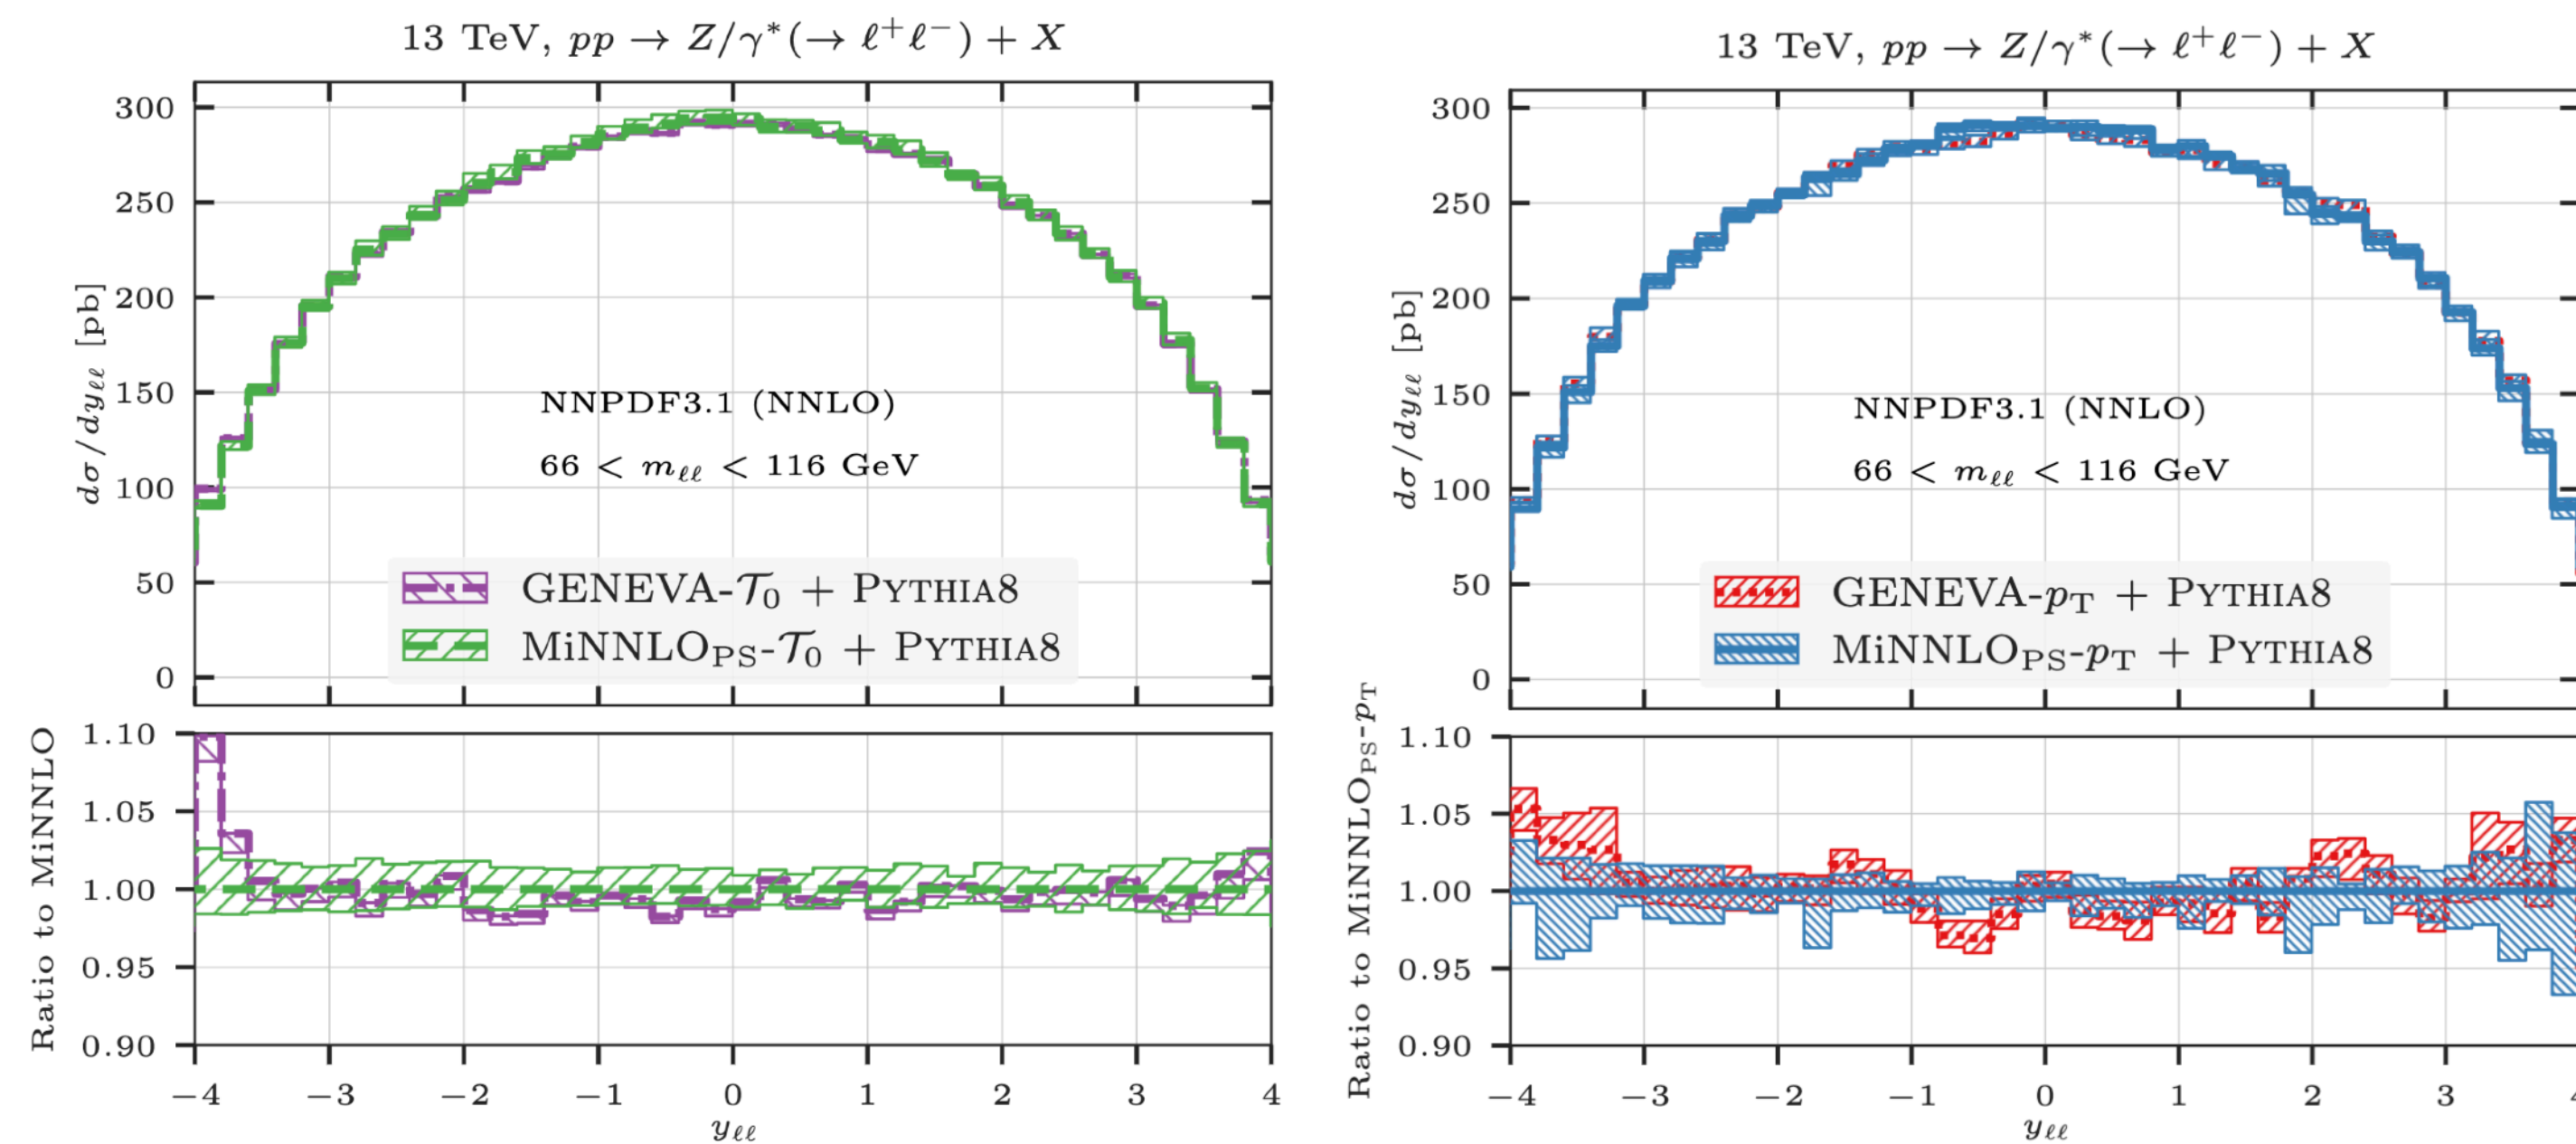 13 TeV, pp → Z/γ*(→ ℓ⁺ℓ⁻) + X
300
250
200
150
100
50
0
dσ/dyℓℓ [pb]
NNPDF3.1 (NNLO)
66 < mℓℓ < 116 GeV
GENEVA-𝒯₀ + PYTHIA8
MiNNLOPS-𝒯₀ + PYTHIA8
1.10
1.05
1.00
0.95
0.90
Ratio to MiNNLO
−4 −3 −2 −1 0 1 2 3 4
yℓℓ
13 TeV, pp → Z/γ*(→ ℓ⁺ℓ⁻) + X
300
250
200
150
100
50
0
dσ/dyℓℓ [pb]
NNPDF3.1 (NNLO)
66 < mℓℓ < 116 GeV
GENEVA-pT + PYTHIA8
MiNNLOPS-pT + PYTHIA8
1.10
1.05
1.00
0.95
0.90
Ratio to MiNNLOPS-pT
−4 −3 −2 −1 0 1 2 3
yℓℓ